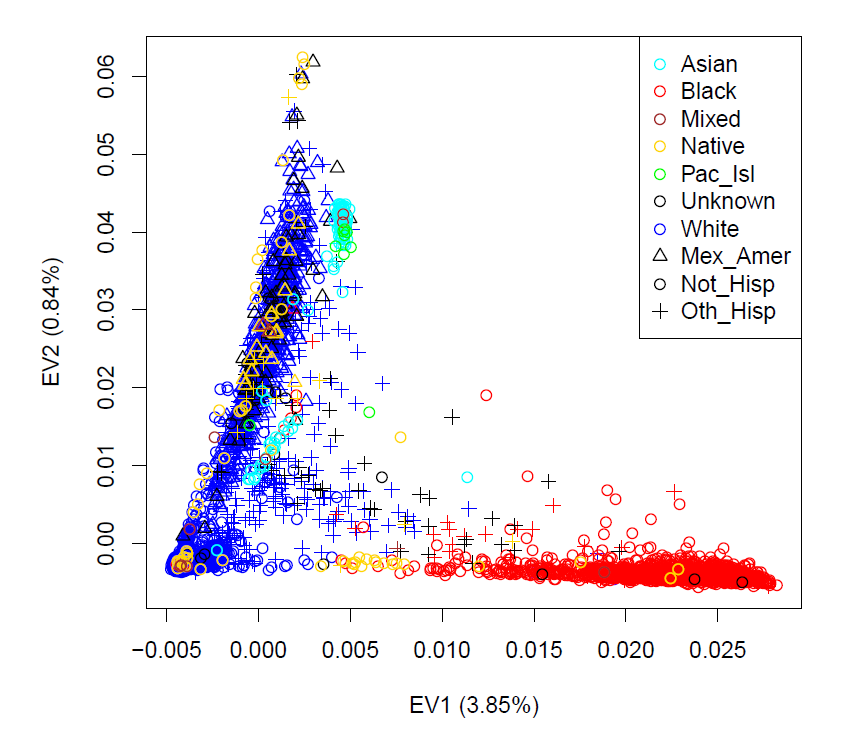 0.06
0.05
0.04
0.03
0.02
0.01
0.00
EV2 (0.84%)
Asian
Black
Mixed
Native
Pac_Isl
Unknown
White
Mex_Amer
Not_Hisp
Oth_Hisp
−0.005 0.000 0.005 0.010 0.015 0.020 0.025
EV1 (3.85%)